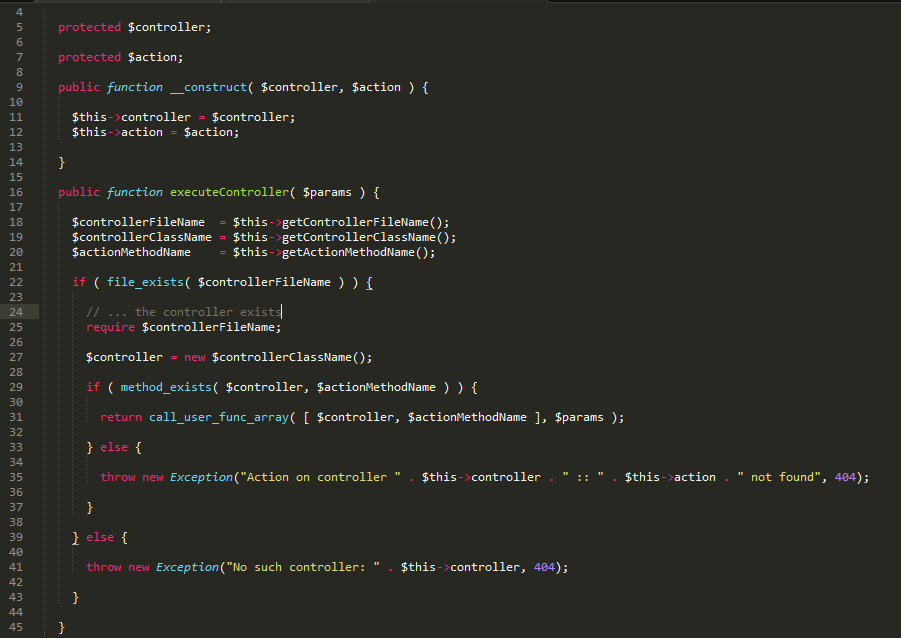 4
5 protected $controller;
6
7 protected $action;
8
9 public function __construct( $controller, $action ) {
10
11 $this->controller = $controller;
12 $this->action = $action;
13
14 }
15
16 public function executeController( $params ) {
17
18 $controllerFileName  = $this->getControllerFileName();
19 $controllerClassName = $this->getControllerClassName();
20 $actionMethodName    = $this->getActionMethodName();
21
22 if ( file_exists( $controllerFileName ) ) {
23
24 // ... the controller exists
25 require $controllerFileName;
26
27 $controller = new $controllerClassName();
28
29 if ( method_exists( $controller, $actionMethodName ) ) {
30
31 return call_user_func_array( [ $controller, $actionMethodName ], $params );
32
33 } else {
34
35 throw new Exception("Action on controller " . $this->controller . " :: " . $this->action . " not found", 404);
36
37 }
38
39 } else {
40
41 throw new Exception("No such controller: " . $this->controller, 404);
42
43 }
44
45 }